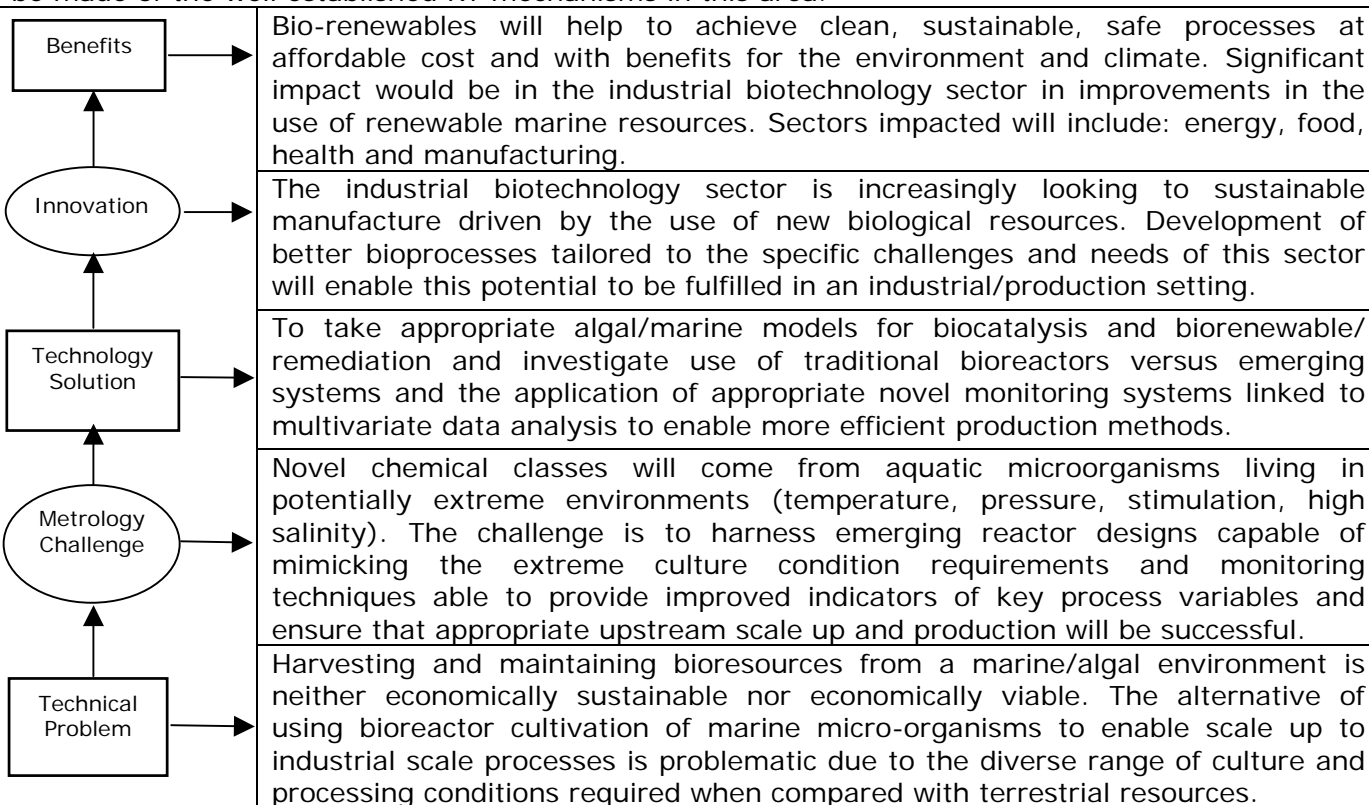 Benefits
Bio-renewables will help to achieve clean, sustainable, safe processes at
affordable cost and with benefits for the environment and climate. Significant
impact would be in the industrial biotechnology sector in improvements in the
use of renewable marine resources. Sectors impacted will include: energy, food,
health and manufacturing.
Innovation
The industrial biotechnology sector is increasingly looking to sustainable
manufacture driven by the use of new biological resources. Development of
better bioprocesses tailored to the specific challenges and needs of this sector
will enable this potential to be fulfilled in an industrial/production setting.
Technology
Solution
To take appropriate algal/marine models for biocatalysis and biorenewable/
remediation and investigate use of traditional bioreactors versus emerging
systems and the application of appropriate novel monitoring systems linked to
multivariate data analysis to enable more efficient production methods.
Metrology
Challenge
Novel chemical classes will come from aquatic microorganisms living in
potentially extreme environments (temperature, pressure, stimulation, high
salinity). The challenge is to harness emerging reactor designs capable of
mimicking the extreme culture condition requirements and monitoring
techniques able to provide improved indicators of key process variables and
ensure that appropriate upstream scale up and production will be successful.
Technical
Problem
Harvesting and maintaining bioresources from a marine/algal environment is
neither economically sustainable nor economically viable. The alternative of
using bioreactor cultivation of marine micro-organisms to enable scale up to
industrial scale processes is problematic due to the diverse range of culture and
processing conditions required when compared with terrestrial resources.